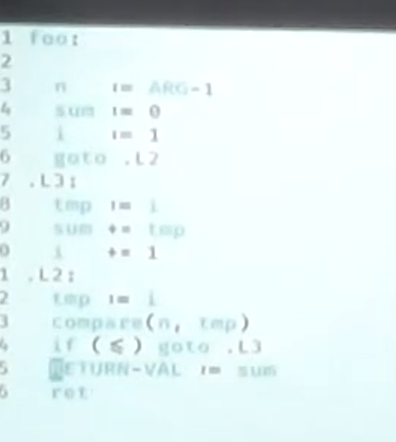 1 foo:
2
3 n := ARG-1
4 sum := 0
5 i := 1
6 goto .L2
7 .L3:
8 tmp := i
9 sum += tmp
0 i += 1
1 .L2:
2 tmp := i
3 compare(n, tmp)
4 if (⩽) goto .L3
5 RETURN-VAL := sum
6 ret